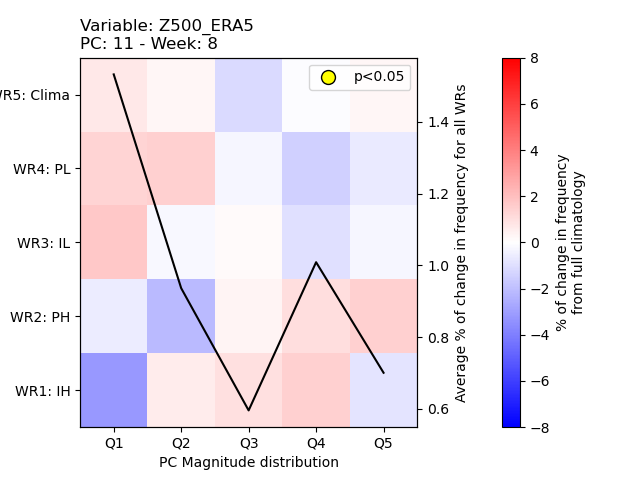 Variable: Z500_ERA5
PC: 11 - Week: 8
p<0.05
WR5: Clima
WR4: PL
WR3: IL
WR2: PH
WR1: IH
Q1 Q2 Q3 Q4 Q5
PC Magnitude distribution
1.4
1.2
1.0
0.8
0.6
Average % of change in frequency for all WRs
8
6
4
2
0
−2
−4
−6
−8
% of change in frequency
from full climatology